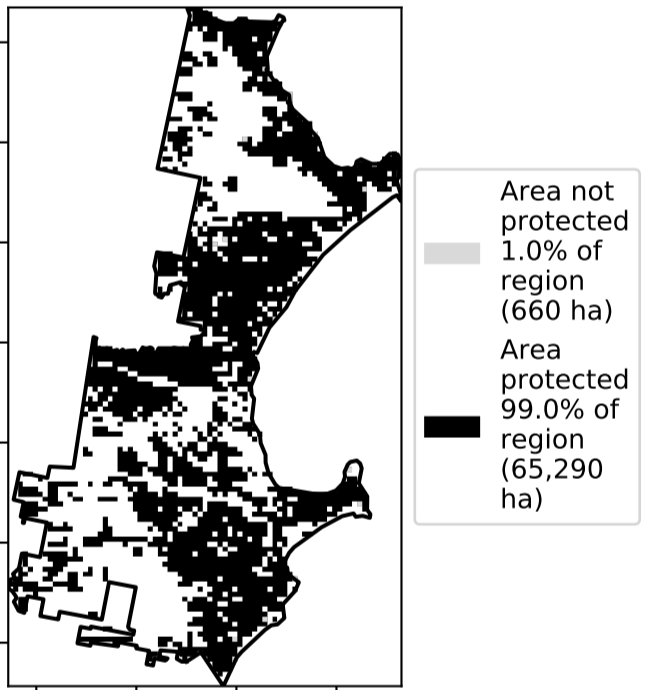 Area not
protected
1.0% of
region
(660 ha)
Area
protected
99.0% of
region
(65,290
ha)